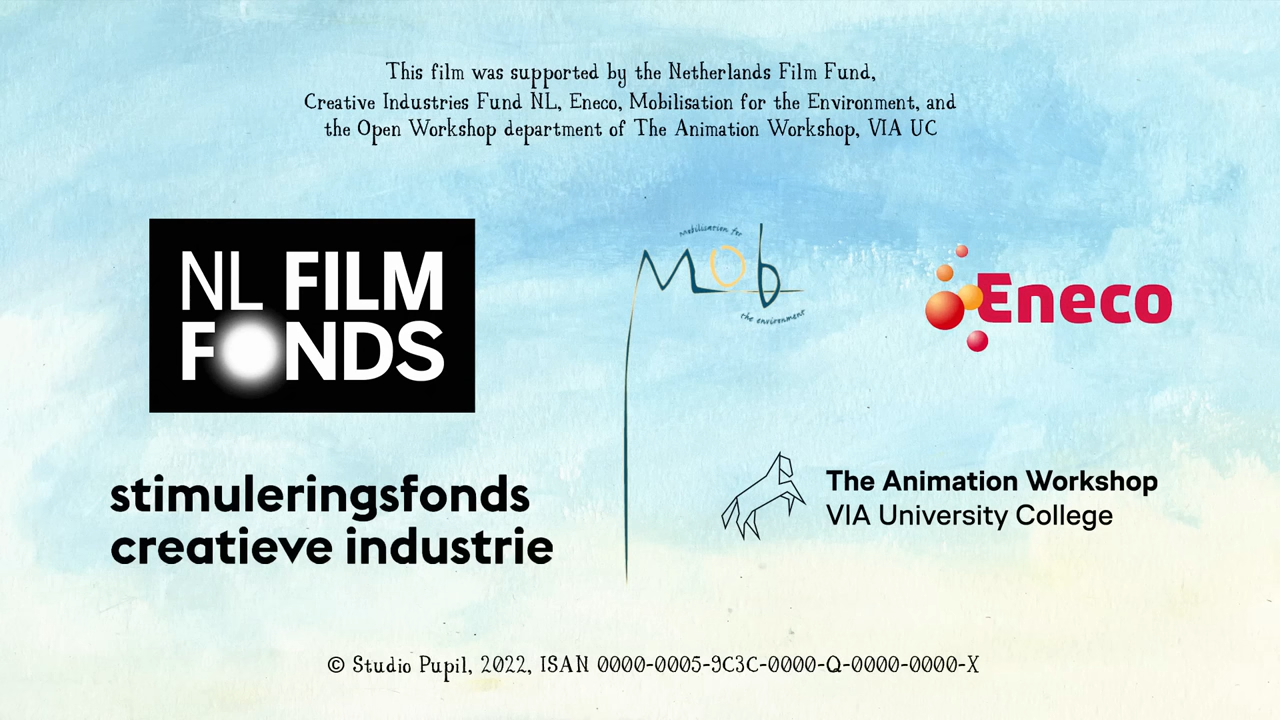 This film was supported by the Netherlands Film Fund,
Creative Industries Fund NL, Eneco, Mobilisation for the Environment, and
the Open Workshop department of The Animation Workshop, VIA UC
NL FILM
FONDS
mobilisation for
Mob
the environment
Eneco
stimuleringsfonds
creatieve industrie
The Animation Workshop
VIA University College
© Studio Pupil, 2022, ISAN 0000-0005-9C3C-0000-Q-0000-0000-X